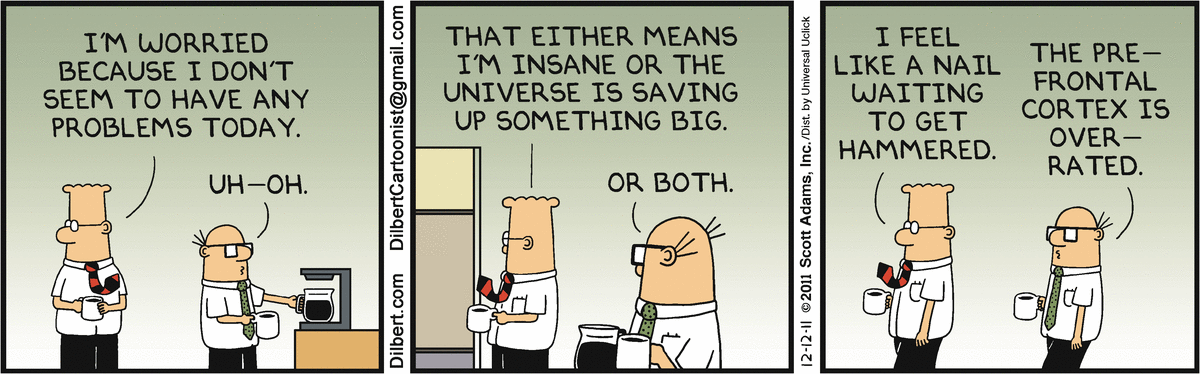 I'M WORRIED
BECAUSE I DON'T
SEEM TO HAVE ANY
PROBLEMS TODAY.
UH—OH.
Dilbert.com DilbertCartoonist@gmail.com
THAT EITHER MEANS
I'M INSANE OR THE
UNIVERSE IS SAVING
UP SOMETHING BIG.
OR BOTH.
12-12-11 ©2011 Scott Adams, Inc./Dist. by Universal Uclick
I FEEL
LIKE A NAIL
WAITING
TO GET
HAMMERED.
THE PRE—
FRONTAL
CORTEX IS
OVER—
RATED.